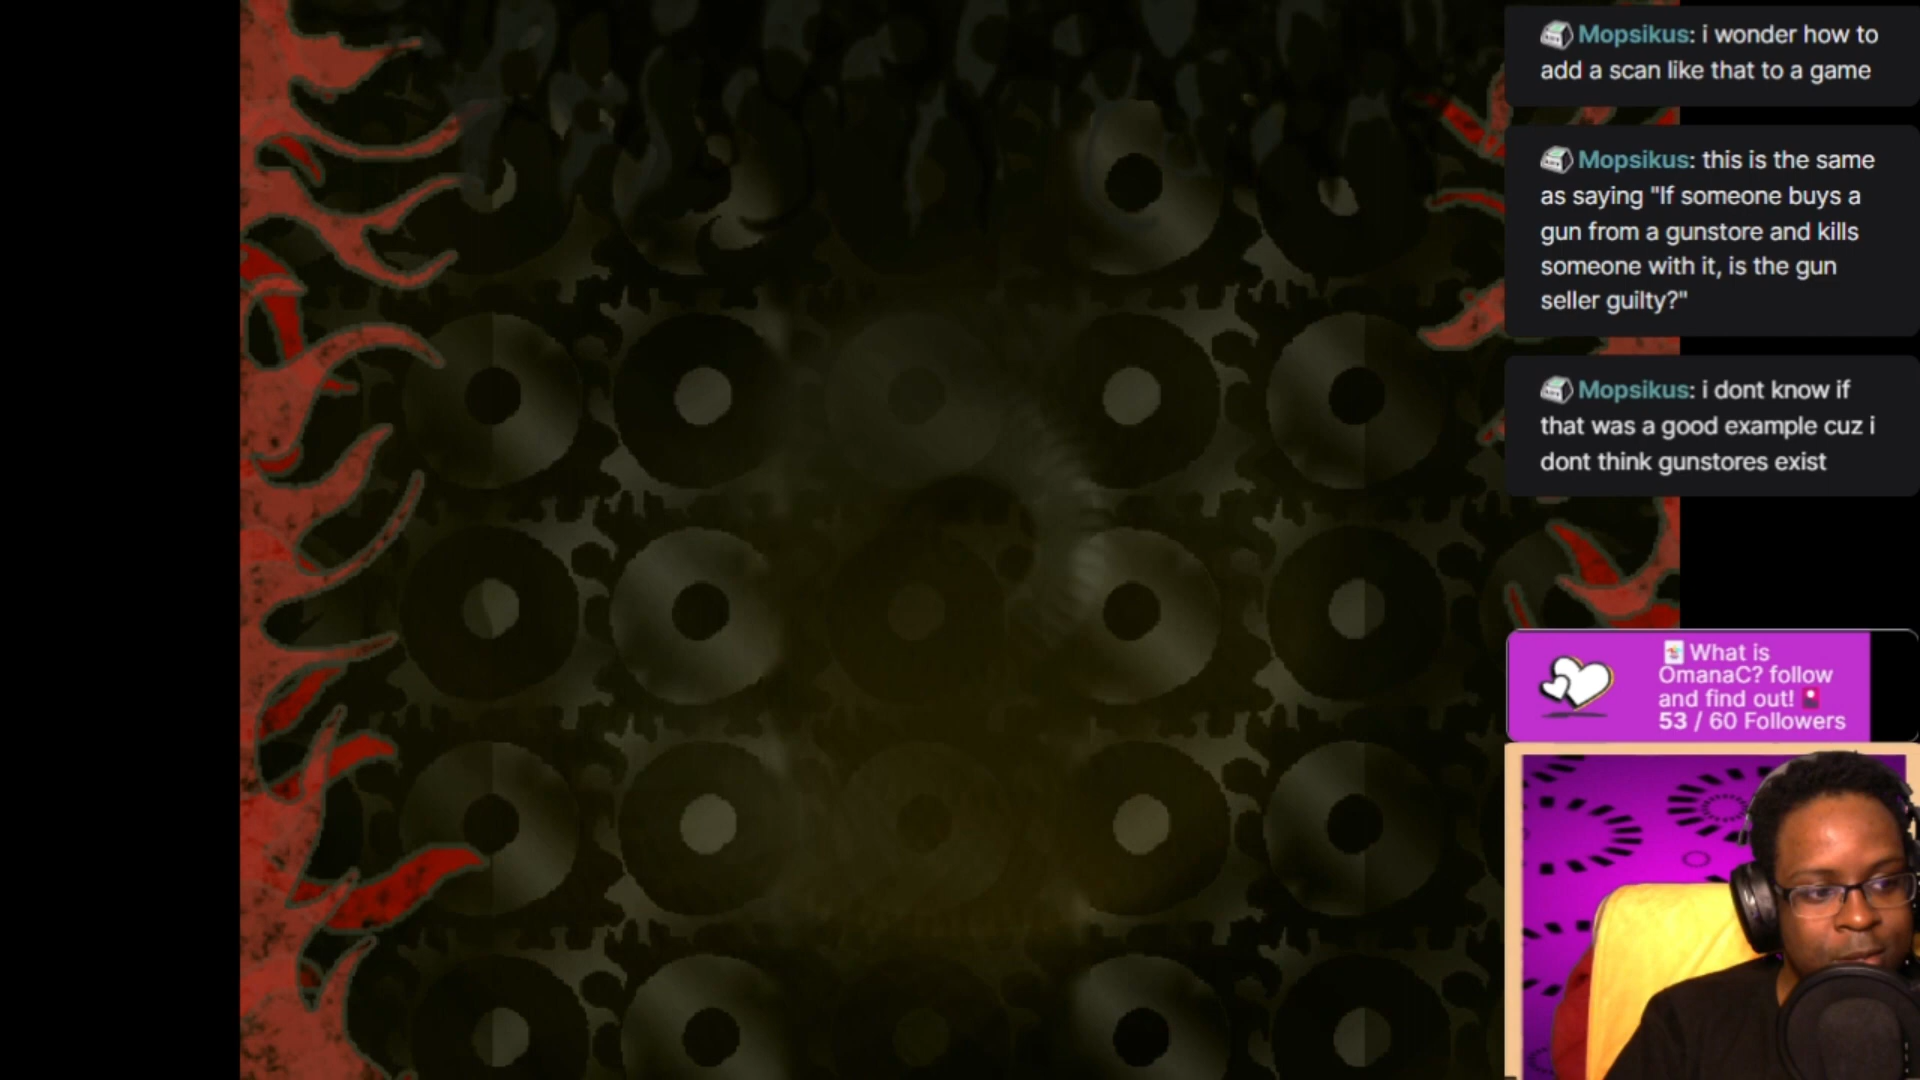 Mopsikus: i wonder how to
add a scan like that to a game
Mopsikus: this is the same
as saying "If someone buys a
gun from a gunstore and kills
someone with it, is the gun
seller guilty?"
Mopsikus: i dont know if
that was a good example cuz i
dont think gunstores exist
What is
OmanaC? follow
and find out!
53 / 60 Followers